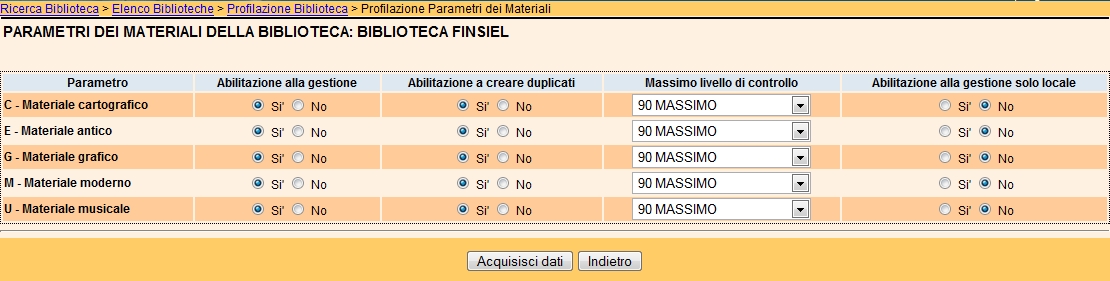 Ricerca Biblioteca > Elenco Biblioteche > Profilazione Biblioteca > Profilazione Parametri dei Materiali
PARAMETRI DEI MATERIALI DELLA BIBLIOTECA: BIBLIOTECA FINSIEL
Parametro Abilitazione alla gestione Abilitazione a creare duplicati Massimo livello di controllo Abilitazione alla gestione solo locale
C - Materiale cartografico Si' No Si' No 90 MASSIMO Si' No
E - Materiale antico Si' No Si' No 90 MASSIMO Si' No
G - Materiale grafico Si' No Si' No 90 MASSIMO Si' No
M - Materiale moderno Si' No Si' No 90 MASSIMO Si' No
U - Materiale musicale Si' No Si' No 90 MASSIMO Si' No
Acquisisci dati Indietro